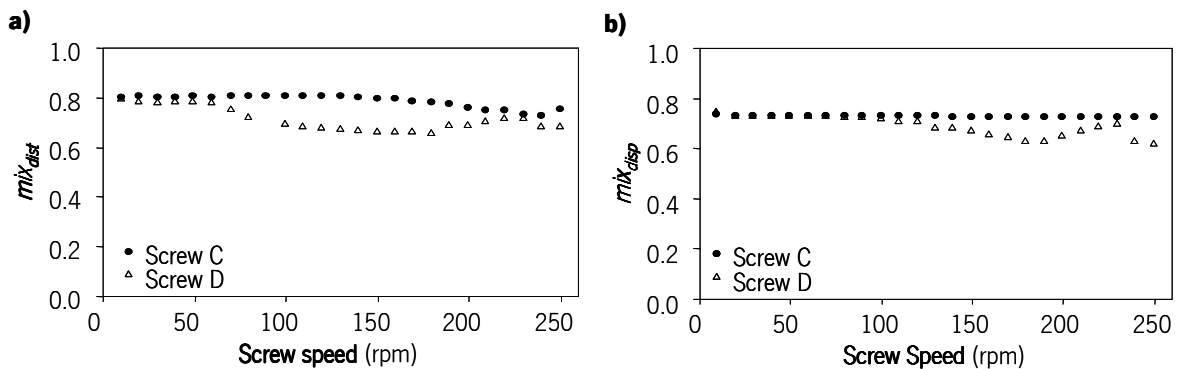 a)
1.0
0.8
0.6
0.4
0.2
0.0
mix_dist
Screw C
Screw D
0 50 100 150 200 250
Screw speed (rpm)
b)
1.0
0.8
0.6
0.4
0.2
0.0
mix_disp
Screw C
Screw D
0 50 100 150 200 250
Screw Speed (rpm)